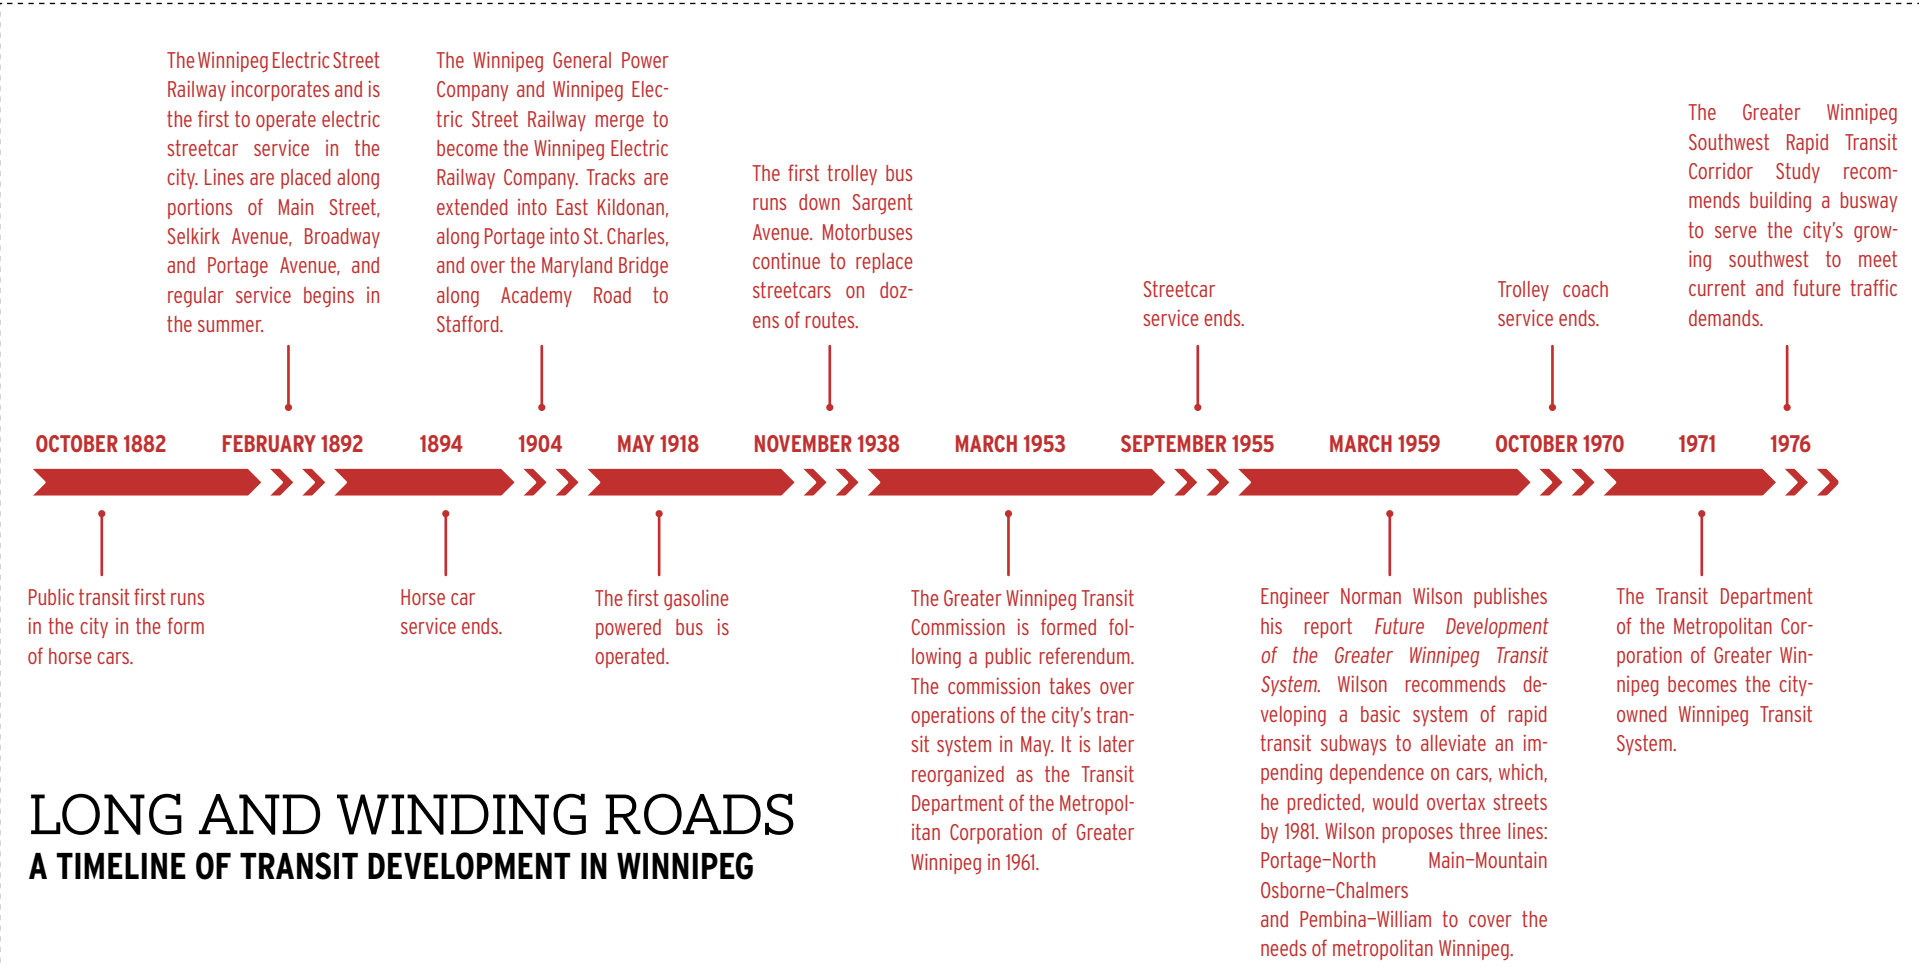 The Winnipeg Electric Street
Railway incorporates and is
the first to operate electric
streetcar service in the
city. Lines are placed along
portions of Main Street,
Selkirk Avenue, Broadway
and Portage Avenue, and
regular service begins in
the summer.
The Winnipeg General Power
Company and Winnipeg Elec-
tric Street Railway merge to
become the Winnipeg Electric
Railway Company. Tracks are
extended into East Kildonan,
along Portage into St. Charles,
and over the Maryland Bridge
along Academy Road to
Stafford.
The first trolley bus
runs down Sargent
Avenue. Motorbuses
continue to replace
streetcars on doz-
ens of routes.
Streetcar
service ends.
Trolley coach
service ends.
The Greater Winnipeg
Southwest Rapid Transit
Corridor Study recom-
mends building a busway
to serve the city's grow-
ing southwest to meet
current and future traffic
demands.
OCTOBER 1882
FEBRUARY 1892
1894
1904
MAY 1918
NOVEMBER 1938
MARCH 1953
SEPTEMBER 1955
MARCH 1959
OCTOBER 1970
1971
1976
Public transit first runs
in the city in the form
of horse cars.
Horse car
service ends.
The first gasoline
powered bus is
operated.
The Greater Winnipeg Transit
Commission is formed fol-
lowing a public referendum.
The commission takes over
operations of the city's tran-
sit system in May. It is later
reorganized as the Transit
Department of the Metropol-
itan Corporation of Greater
Winnipeg in 1961.
Engineer Norman Wilson publishes
his report Future Development
of the Greater Winnipeg Transit
System. Wilson recommends de-
veloping a basic system of rapid
transit subways to alleviate an im-
pending dependence on cars, which,
he predicted, would overtax streets
by 1981. Wilson proposes three lines:
Portage–North Main–Mountain
Osborne–Chalmers
and Pembina–William to cover the
needs of metropolitan Winnipeg.
The Transit Department
of the Metropolitan Cor-
poration of Greater Win-
nipeg becomes the city-
owned Winnipeg Transit
System.
LONG AND WINDING ROADS
A TIMELINE OF TRANSIT DEVELOPMENT IN WINNIPEG